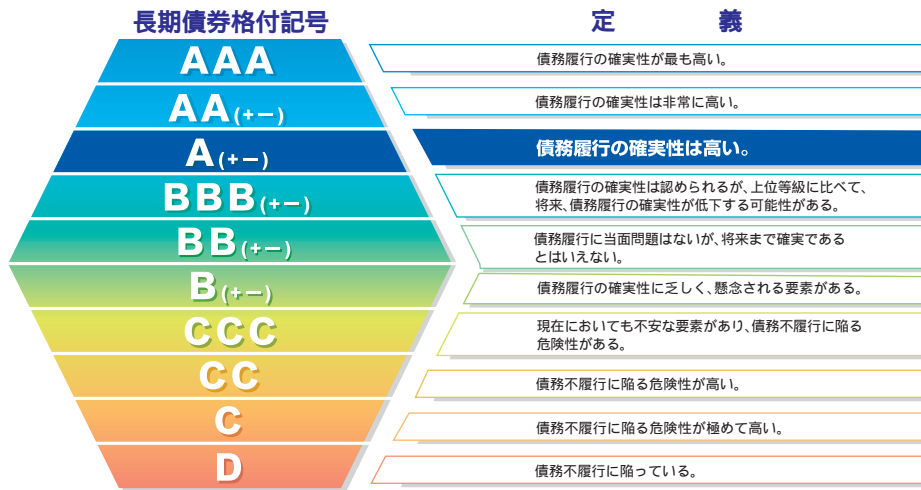 長期債券格付記号 定義
AAA 債務履行の確実性が最も高い。
AA(+−) 債務履行の確実性は非常に高い。
A(+−) 債務履行の確実性は高い。
BBB(+−) 債務履行の確実性は認められるが、上位等級に比べて、
将来、債務履行の確実性が低下する可能性がある。
BB(+−) 債務履行に当面問題はないが、将来まで確実である
とはいえない。
B(+−) 債務履行の確実性に乏しく、懸念される要素がある。
CCC 現在においても不安な要素があり、債務不履行に陥る
危険性がある。
CC 債務不履行に陥る危険性が高い。
C 債務不履行に陥る危険性が極めて高い。
D 債務不履行に陥っている。